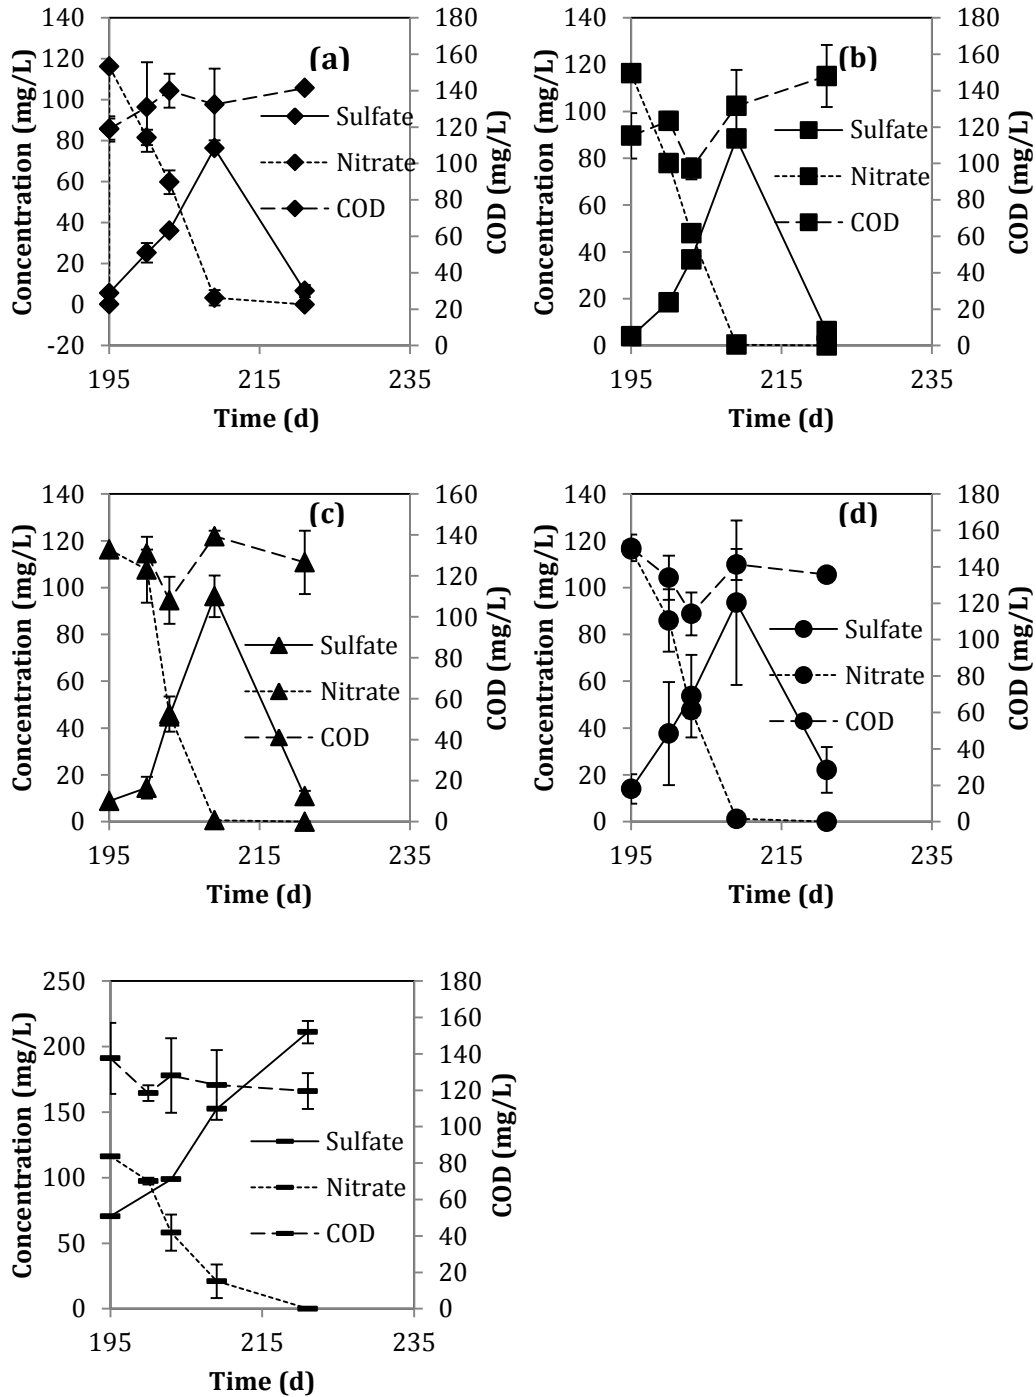 (a)
Concentration (mg/L)
140
120
100
80
60
40
20
0
-20
180
160
140
120
100
80
60
40
20
0
COD (mg/L)
Sulfate
Nitrate
COD
195 215 235
Time (d)
(b)
Concentration (mg/L)
140
120
100
80
60
40
20
0
180
160
140
120
100
80
60
40
20
0
COD (mg/L)
Sulfate
Nitrate
COD
195 215 235
Time (d)
(c)
Concentration (mg/L)
140
120
100
80
60
40
20
0
160
140
120
100
80
60
40
20
0
COD (mg/L)
Sulfate
Nitrate
COD
195 215 235
Time (d)
(d)
Concentration (mg/L)
140
120
100
80
60
40
20
0
180
160
140
120
100
80
60
40
20
0
COD (mg/L)
Sulfate
Nitrate
COD
195 215 235
Time (d)
Concentration (mg/L)
250
200
150
100
50
0
180
160
140
120
100
80
60
40
20
0
COD (mg/L)
Sulfate
Nitrate
COD
195 215 235
Time (d)